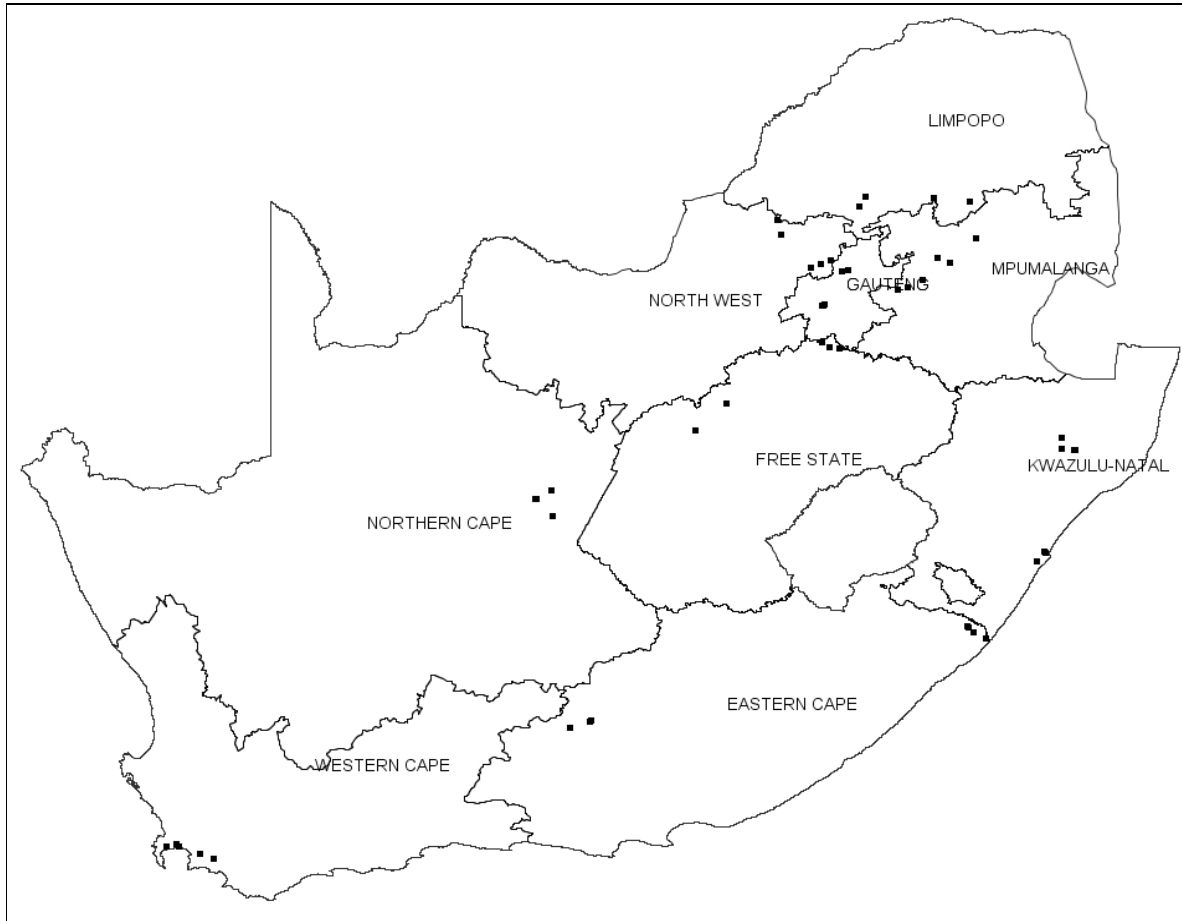 LIMPOPO
MPUMALANGA
GAUTENG
NORTH WEST
FREE STATE
KWAZULU-NATAL
NORTHERN CAPE
EASTERN CAPE
WESTERN CAPE